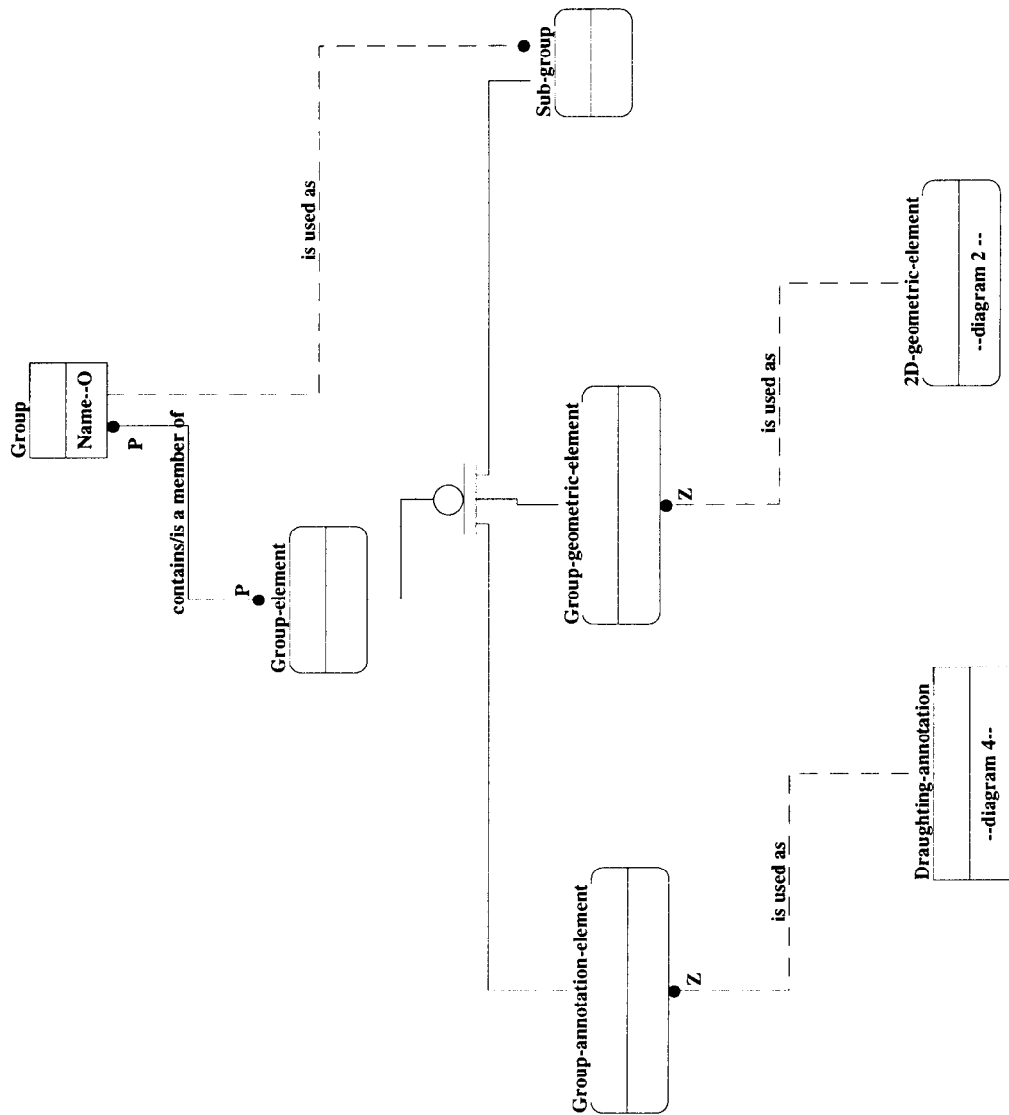 Group
Name--O
P
contains/is a member of
P
Group-element
is used as
Sub-group
Group-annotation-element
Z
is used as
Draughting-annotation
--diagram 4--
Group-geometric-element
Z
is used as
2D-geometric-element
--diagram 2 --